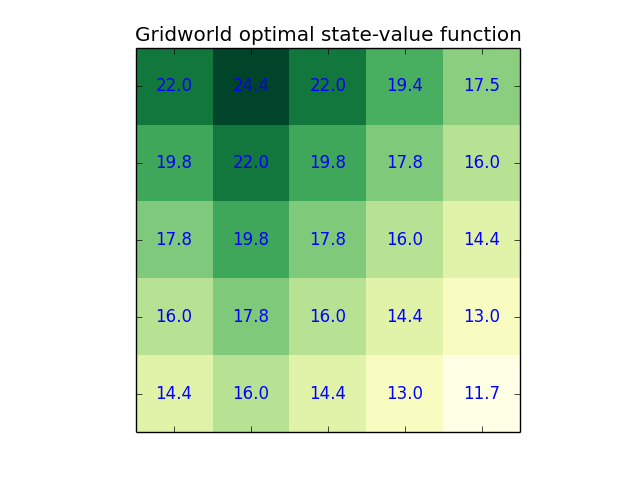 Gridworld optimal state-value function
22.0 24.4 22.0 19.4 17.5
19.8 22.0 19.8 17.8 16.0
17.8 19.8 17.8 16.0 14.4
16.0 17.8 16.0 14.4 13.0
14.4 16.0 14.4 13.0 11.7